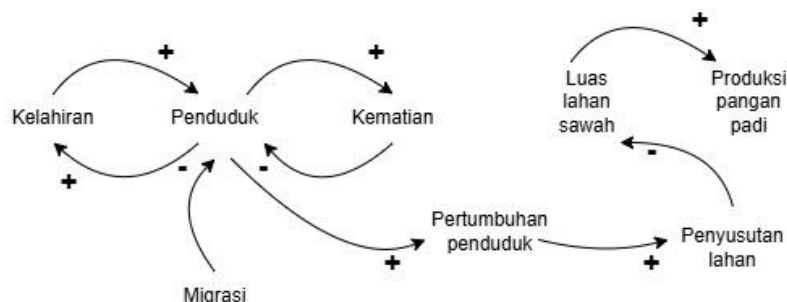 +
+
+
Kelahiran
Penduduk
Kematian
Luas
lahan
sawah
Produksi
pangan
padi
+
-
-
-
Migrasi
+
Pertumbuhan
penduduk
+
Penyusutan
lahan